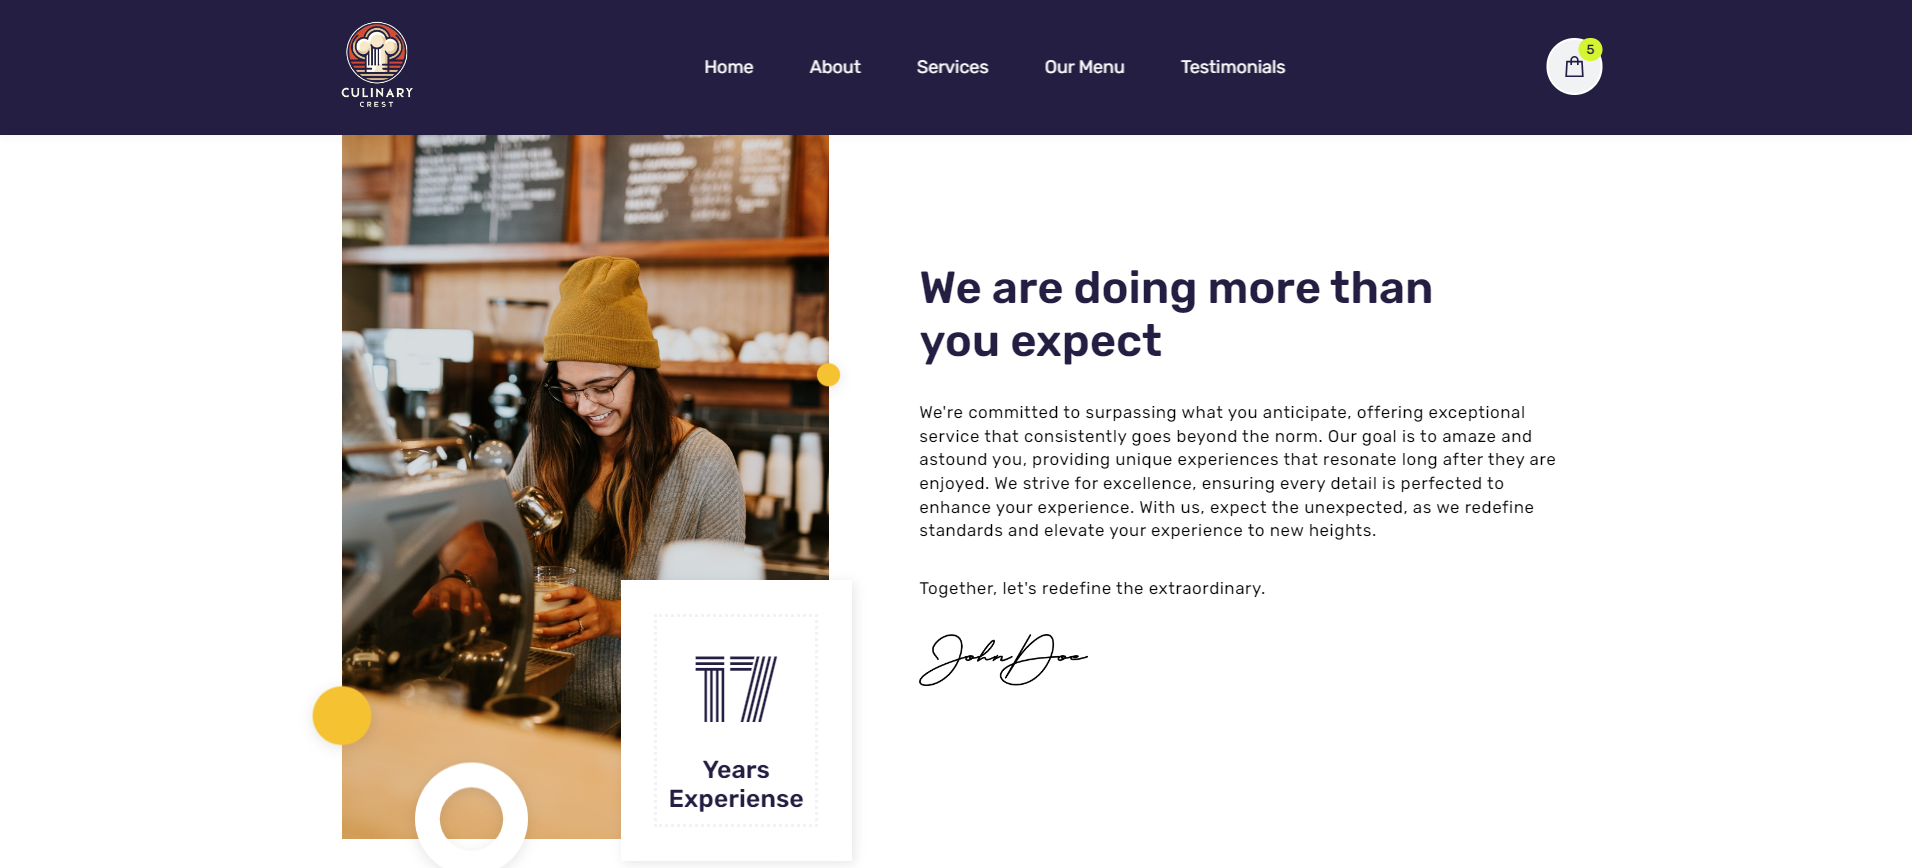 CULINARY
CREST
Home
About
Services
Our Menu
Testimonials
5
We are doing more than
you expect
We're committed to surpassing what you anticipate, offering exceptional
service that consistently goes beyond the norm. Our goal is to amaze and
astound you, providing unique experiences that resonate long after they are
enjoyed. We strive for excellence, ensuring every detail is perfected to
enhance your experience. With us, expect the unexpected, as we redefine
standards and elevate your experience to new heights.
Together, let's redefine the extraordinary.
John Doe
17
Years
Experiense